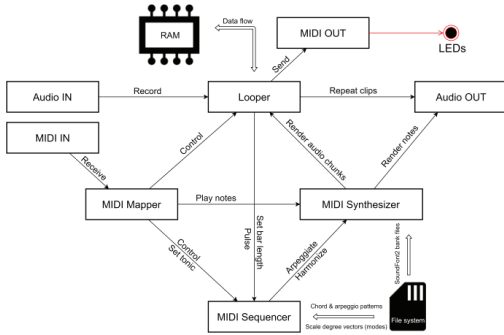 Data flow
RAM
MIDI OUT
LEDs
Send
Audio IN
Record
Looper
Repeat clips
Audio OUT
MIDI IN
Control
Render audio chunks
Render notes
Receive
MIDI Mapper
Play notes
MIDI Synthesizer
Control
Set tonic
Set bar length
Pulse
Arpeggiate
Harmonize
SoundFont2 bank files
MIDI Sequencer
Chord & arpeggio patterns
Scale degree vectors (modes)
File system